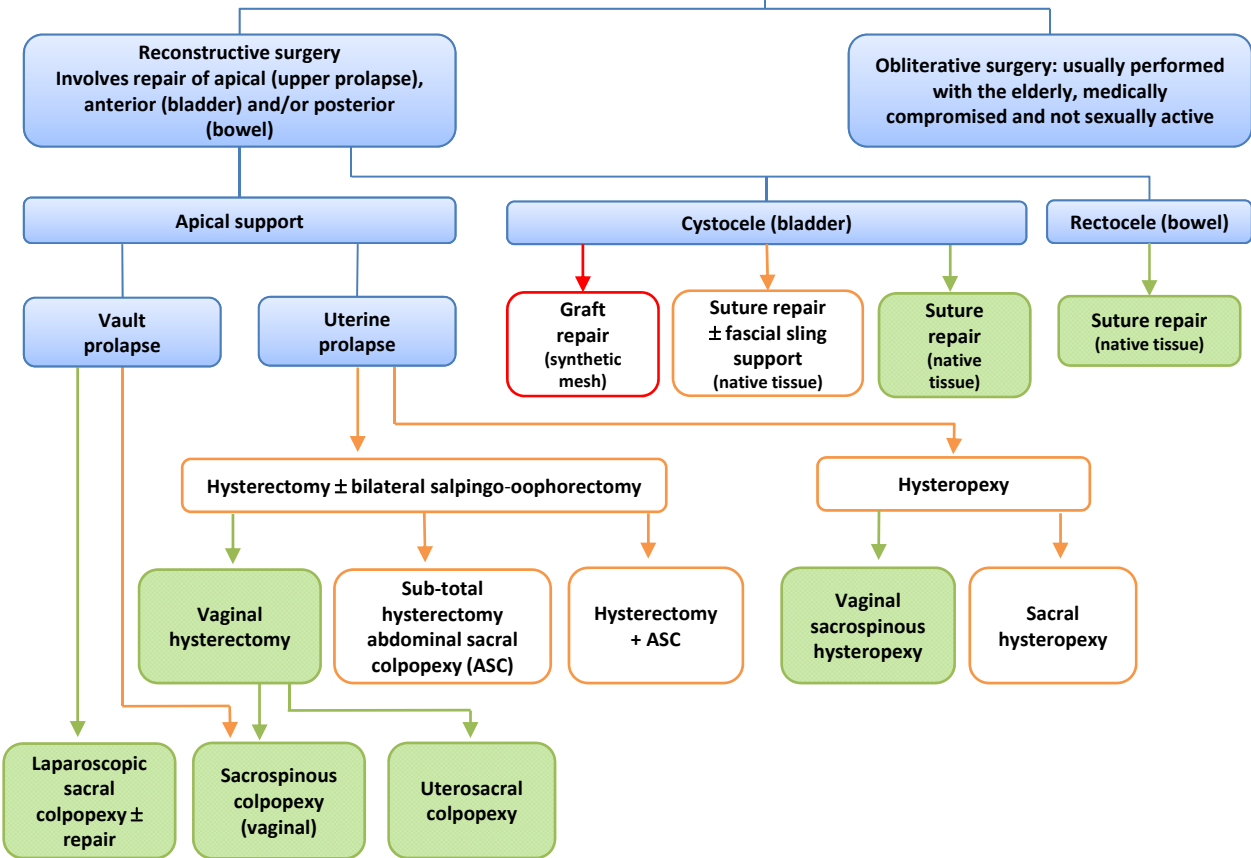 Reconstructive surgery
Involves repair of apical (upper prolapse),
anterior (bladder) and/or posterior
(bowel)
Obliterative surgery: usually performed
with the elderly, medically
compromised and not sexually active
Apical support
Cystocele (bladder)
Rectocele (bowel)
Vault
prolapse
Uterine
prolapse
Graft
repair
(synthetic
mesh)
Suture repair
± fascial sling
support
(native tissue)
Suture
repair
(native
tissue)
Suture repair
(native tissue)
Hysterectomy ± bilateral salpingo-oophorectomy
Hysteropexy
Vaginal
hysterectomy
Sub-total
hysterectomy
abdominal sacral
colpopexy (ASC)
Hysterectomy
+ ASC
Vaginal
sacrospinous
hysteropexy
Sacral
hysteropexy
Laparoscopic
sacral
colpopexy ±
repair
Sacrospinous
colpopexy
(vaginal)
Uterosacral
colpopexy